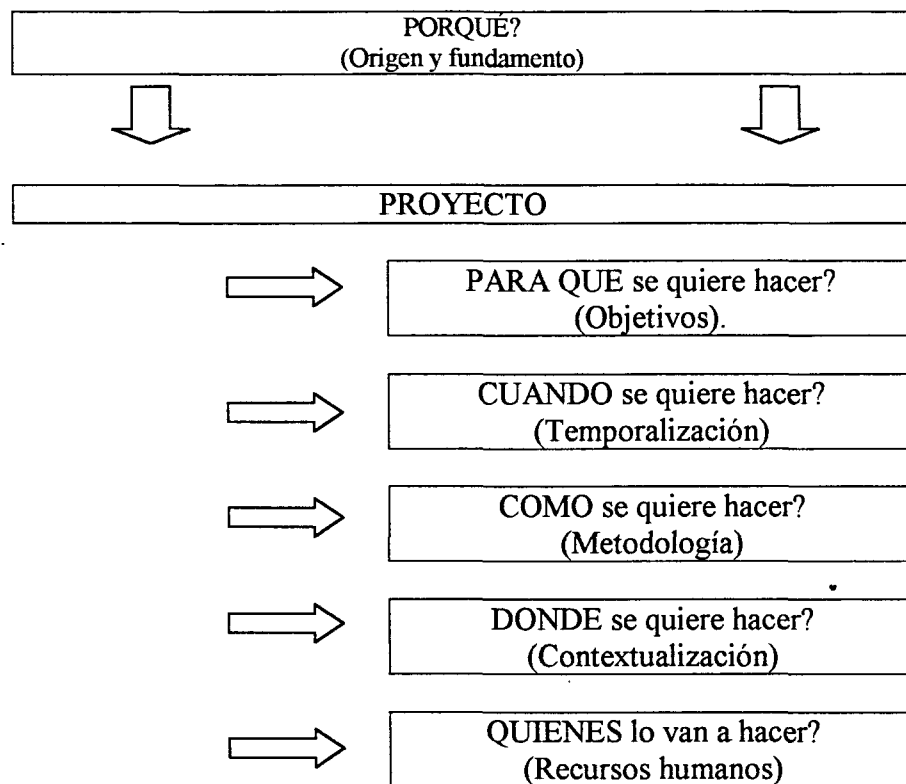 PORQUÉ?
(Origen y fundamento)
PROYECTO
PARA QUE se quiere hacer?
(Objetivos).
CUANDO se quiere hacer?
(Temporalización)
COMO se quiere hacer?
(Metodología)
DONDE se quiere hacer?
(Contextualización)
QUIENES lo van a hacer?
(Recursos humanos)